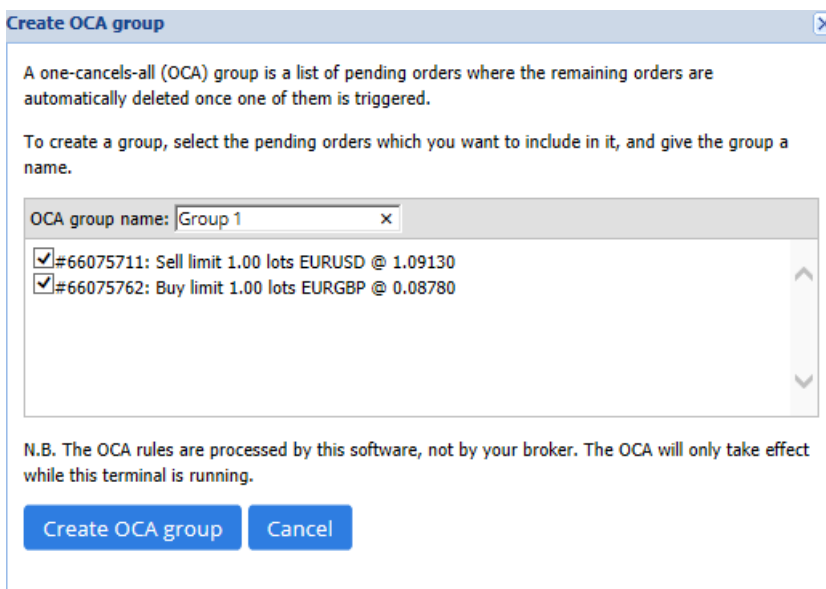 Create OCA group
A one-cancels-all (OCA) group is a list of pending orders where the remaining orders are
automatically deleted once one of them is triggered.
To create a group, select the pending orders which you want to include in it, and give the group a
name.
OCA group name: Group 1
#66075711: Sell limit 1.00 lots EURUSD @ 1.09130
#66075762: Buy limit 1.00 lots EURGBP @ 0.08780
N.B. The OCA rules are processed by this software, not by your broker. The OCA will only take effect
while this terminal is running.
Create OCA group Cancel